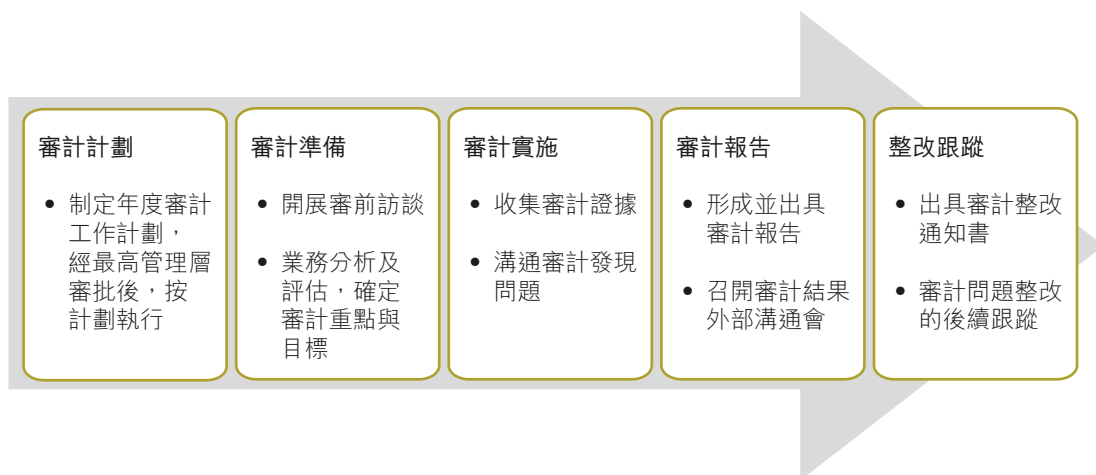 審計計劃
• 制定年度審計
工作計劃，
經最高管理層
審批後，按
計劃執行
審計準備
• 開展審前訪談
• 業務分析及
評估，確定
審計重點與
目標
審計實施
• 收集審計證據
• 溝通審計發現
問題
審計報告
• 形成並出具
審計報告
• 召開審計結果
外部溝通會
整改跟蹤
• 出具審計整改
通知書
• 審計問題整改
的後續跟蹤